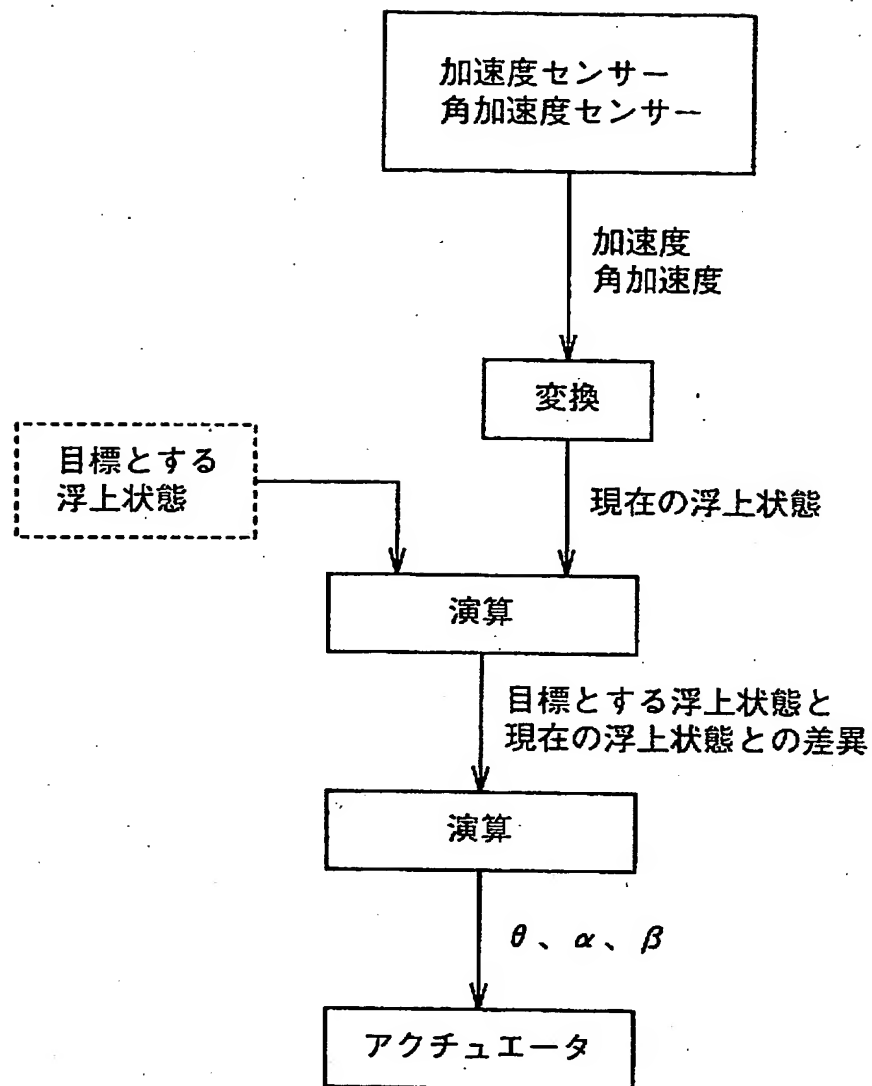 加速度センサー
角加速度センサー
加速度
角加速度
変換
目標とする
浮上状態
現在の浮上状態
演算
目標とする浮上状態と
現在の浮上状態との差異
演算
θ、α、β
アクチュエータ